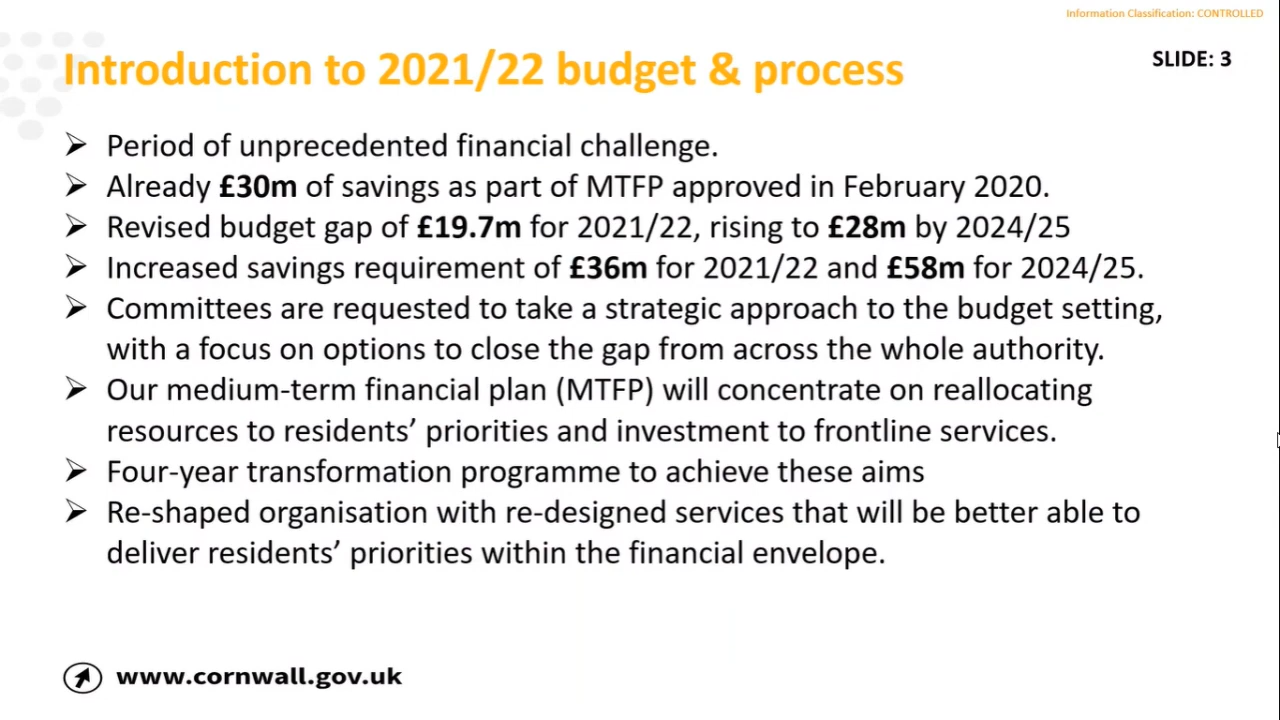 Information Classification: CONTROLLED
Introduction to 2021/22 budget & process
SLIDE: 3
➢ Period of unprecedented financial challenge.
➢ Already £30m of savings as part of MTFP approved in February 2020.
➢ Revised budget gap of £19.7m for 2021/22, rising to £28m by 2024/25
➢ Increased savings requirement of £36m for 2021/22 and £58m for 2024/25.
➢ Committees are requested to take a strategic approach to the budget setting,
with a focus on options to close the gap from across the whole authority.
➢ Our medium-term financial plan (MTFP) will concentrate on reallocating
resources to residents’ priorities and investment to frontline services.
➢ Four-year transformation programme to achieve these aims
➢ Re-shaped organisation with re-designed services that will be better able to
deliver residents’ priorities within the financial envelope.
www.cornwall.gov.uk